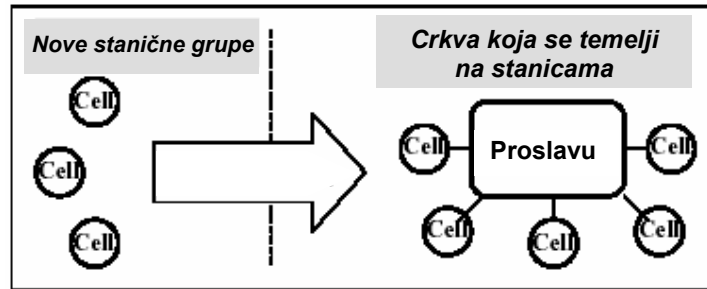 Nove stanične grupe
Crkva koja se temelji
na stanicama
Cell
Cell
Cell
Cell
Proslavu
Cell
Cell
Cell
Cell